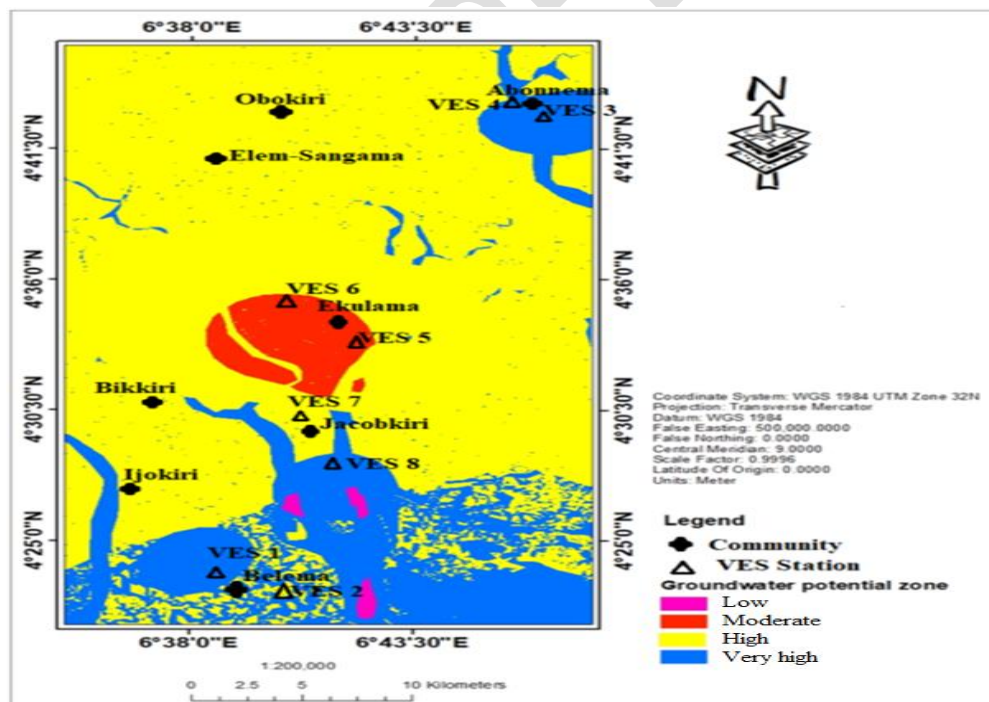 6°38'0"E 6°43'30"E
Obokiri
Abonnema
VES 4 VES 3
4°41'30"N 4°41'30"N
Elem-Sangama
N
4°36'0"N 4°36'0"N
VES 6
Ekulama
VES 5
Bikkiri
VES 7
4°30'30"N 4°30'30"N
Jacobkiri
VES 8
Ijokiri
4°25'0"N 4°25'0"N
VES 1
Belema
VES 2
6°38'0"E 6°43'30"E
1:200,000
0 2.5 5 10 Kilometers
Coordinate System: WGS 1984 UTM Zone 32N
Projection: Transverse Mercator
Datum: WGS 1984
False Easting: 500,000.0000
False Northing: 0.0000
Central Meridian: 9.0000
Scale Factor: 0.9996
Latitude Of Origin: 0.0000
Units: Meter
Legend
Community
VES Station
Groundwater potential zone
Low
Moderate
High
Very high